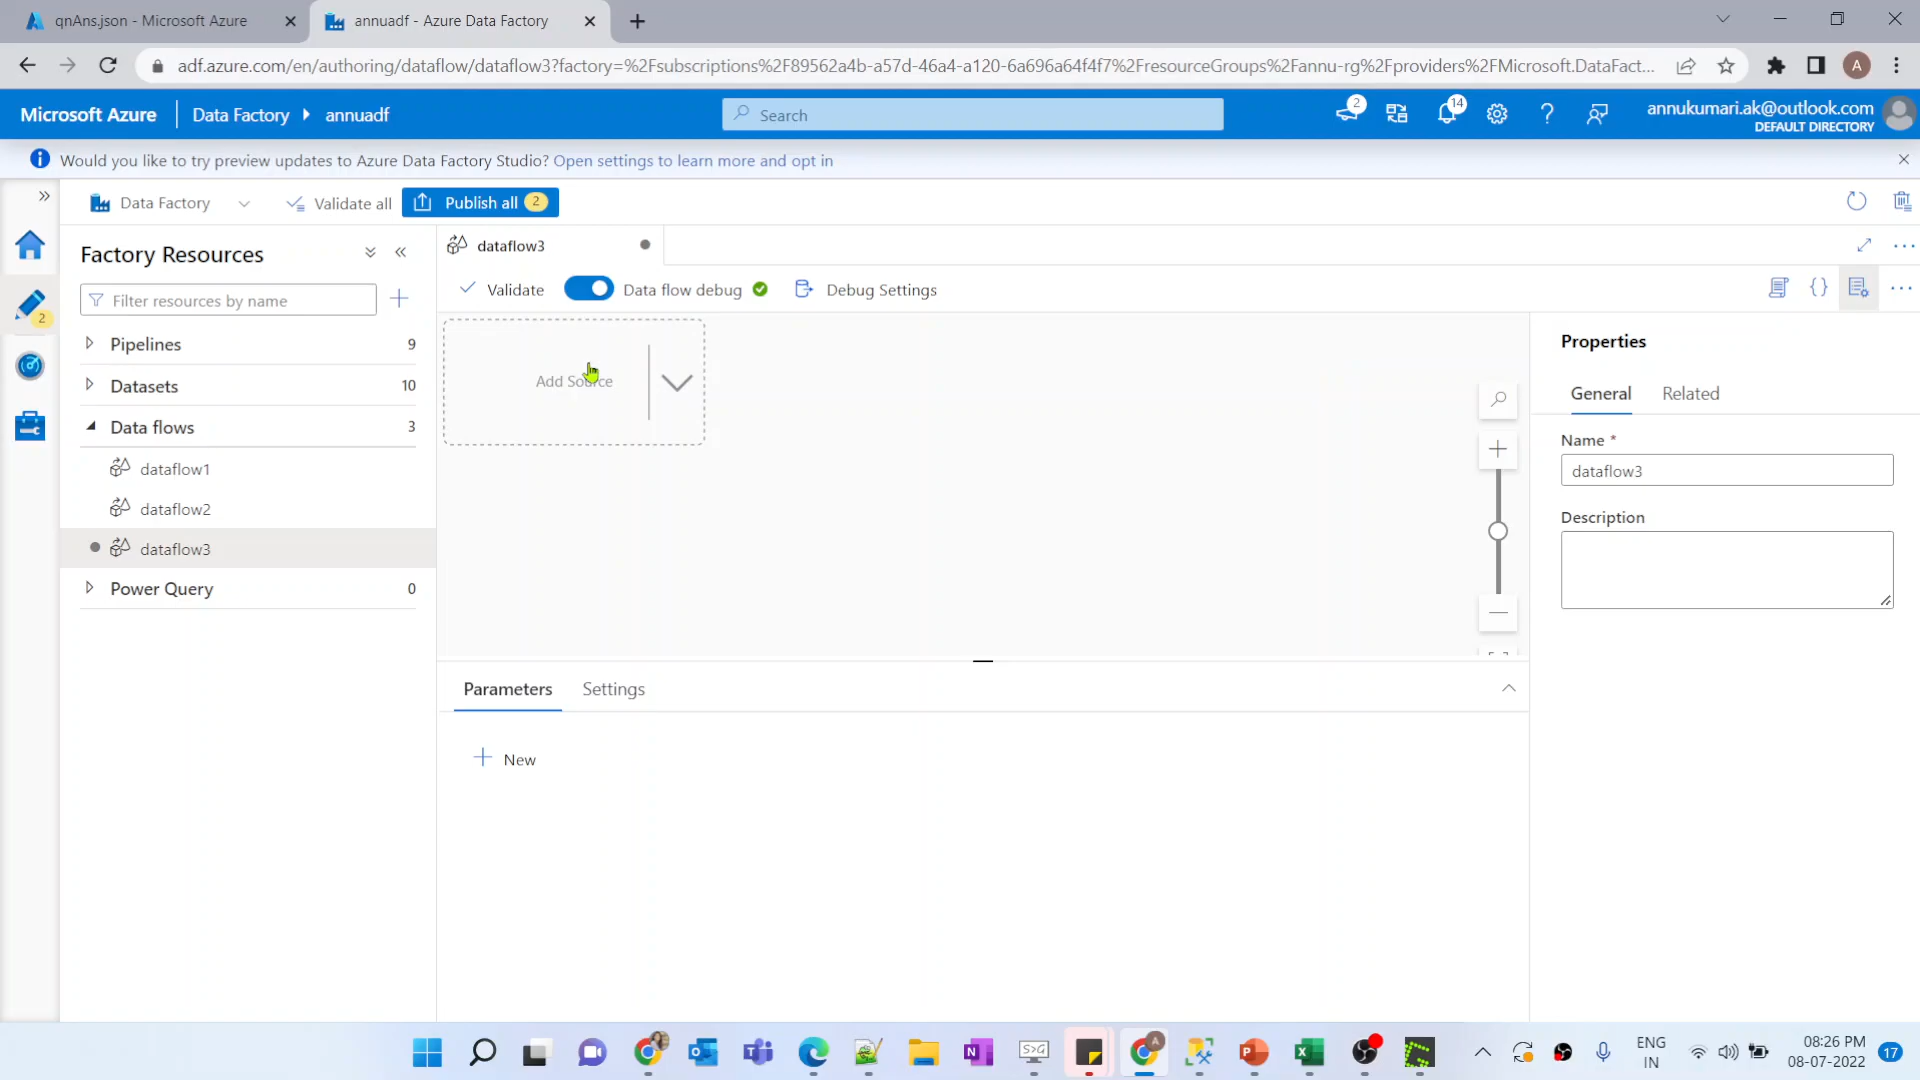 qnAns.json - Microsoft Azure
annuadf - Azure Data Factory
adf.azure.com/en/authoring/dataflow/dataflow3?factory=%2Fsubscriptions%2F89562a4b-a57d-46a4-a120-6a696a64f4f7%2FresourceGroups%2Fannu-rg%2Fproviders%2FMicrosoft.DataFact...
A
Microsoft Azure
Data Factory
annuadf
Search
2
14
annukumari.ak@outlook.com
DEFAULT DIRECTORY
Would you like to try preview updates to Azure Data Factory Studio? Open settings to learn more and opt in
Data Factory
Validate all
Publish all 2
Factory Resources
dataflow3
2
Filter resources by name
Validate
Data flow debug
Debug Settings
Pipelines 9
Datasets 10
Data flows 3
dataflow1
dataflow2
dataflow3
Power Query 0
Add Source
Properties
General
Related
Name *
dataflow3
Description
Parameters
Settings
New
S>G
A
ENG
IN
08:26 PM
08-07-2022
17